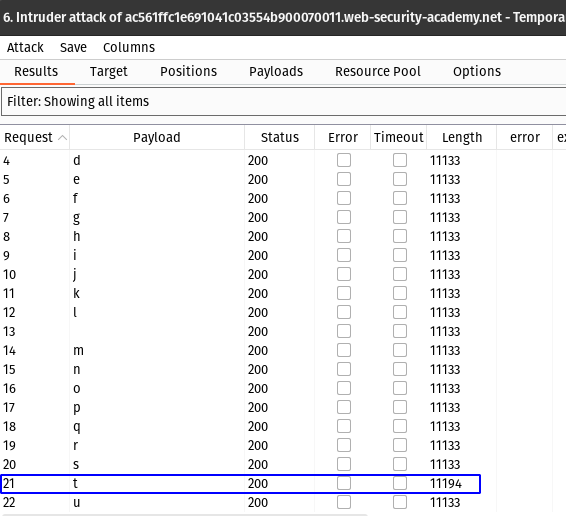 6. Intruder attack of ac561ffc1e691041c03554b900070011.web-security-academy.net - Tempora
Attack Save Columns
Results Target Positions Payloads Resource Pool Options
Filter: Showing all items
Request Payload Status Error Timeout Length error ex
4 d 200 11133
5 e 200 11133
6 f 200 11133
7 g 200 11133
8 h 200 11133
9 i 200 11133
10 j 200 11133
11 k 200 11133
12 l 200 11133
13 200 11133
14 m 200 11133
15 n 200 11133
16 o 200 11133
17 p 200 11133
18 q 200 11133
19 r 200 11133
20 s 200 11133
21 t 200 11194
22 u 200 11133